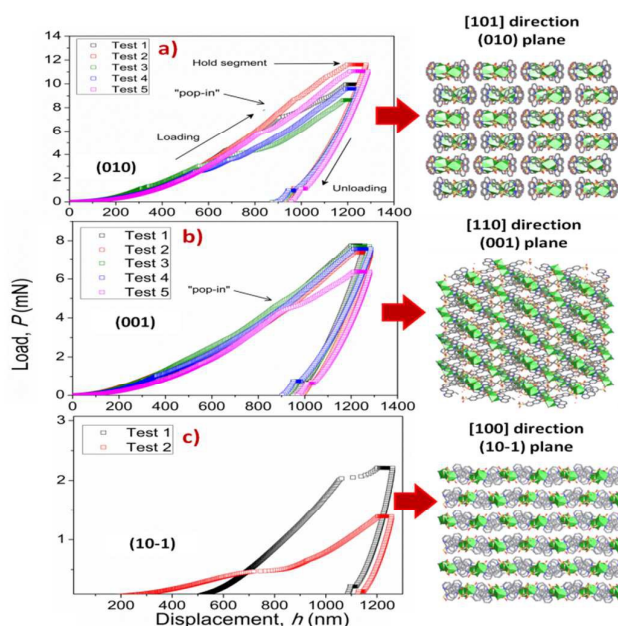 [101] direction
(010) plane
14
12
10
8
6
4
2
0
Test 1
Test 2
Test 3
Test 4
Test 5
a)
Hold segment
"pop-in"
Loading
(010)
Unloading
0 200 400 600 800 1000 1200 1400
[110] direction
(001) plane
8
6
4
2
0
Test 1
Test 2
Test 3
Test 4
Test 5
b)
"pop-in"
(001)
0 200 400 600 800 1000 1200 1400
Load, P (mN)
[100] direction
(10-1) plane
3
2
1
Test 1
Test 2
c)
(10-1)
0 200 400 600 800 1000 1200
Displacement, h (nm)